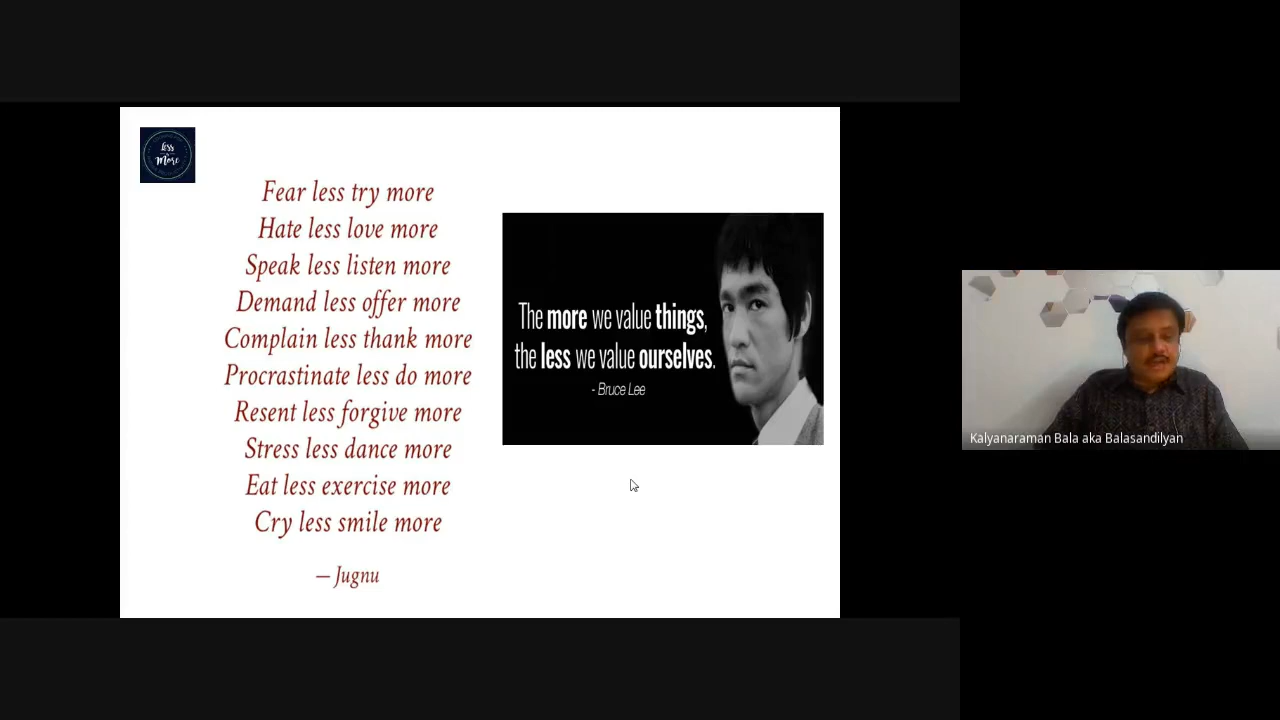 less
More
Fear less try more
Hate less love more
Speak less listen more
Demand less offer more
Complain less thank more
Procrastinate less do more
Resent less forgive more
Stress less dance more
Eat less exercise more
Cry less smile more
— Jugnu
The more we value things,
the less we value ourselves.
- Bruce Lee
Kalyanaraman Bala aka Balasandilyan